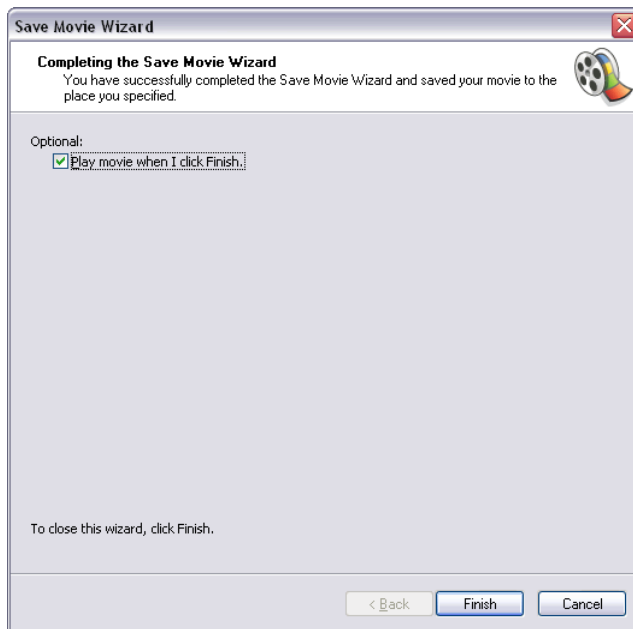 Save Movie Wizard
Completing the Save Movie Wizard
You have successfully completed the Save Movie Wizard and saved your movie to the
place you specified.
Optional:
Play movie when I click Finish.
To close this wizard, click Finish.
< Back Finish Cancel